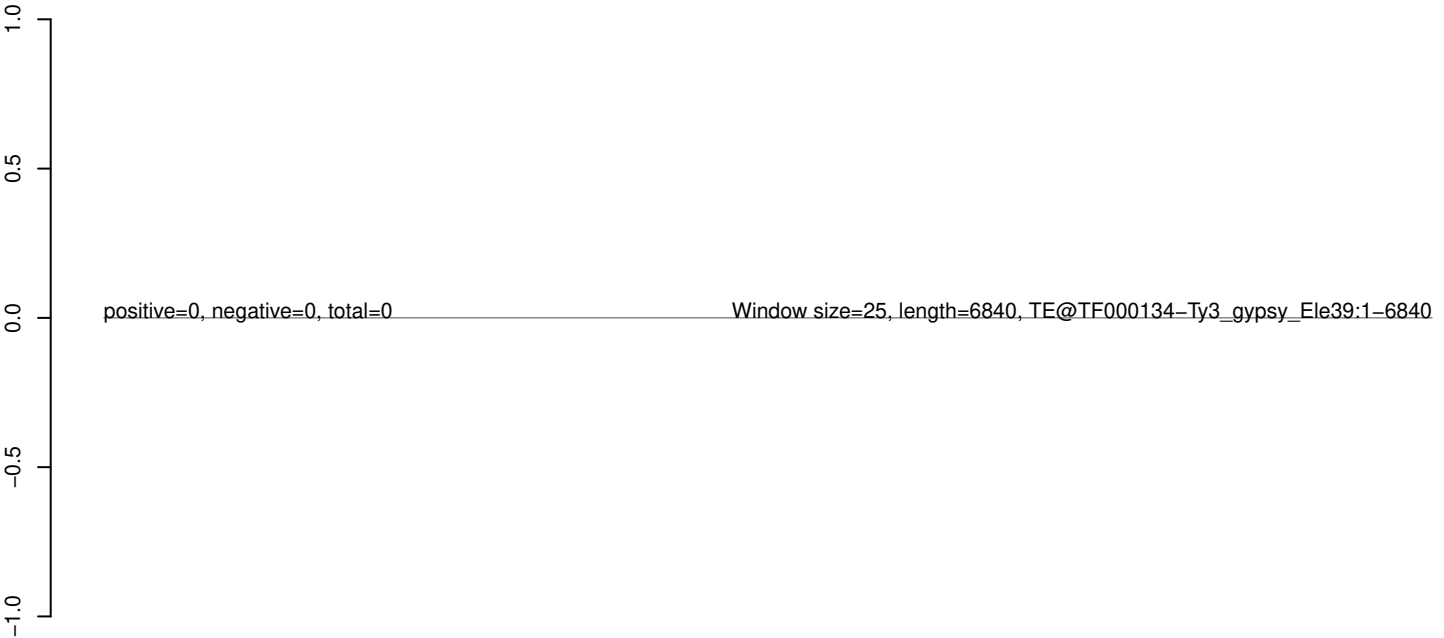 1.0
0.5
0.0
−0.5
−1.0
positive=0, negative=0, total=0
Window size=25, length=6840, TE@TF000134−Ty3_gypsy_Ele39:1−6840